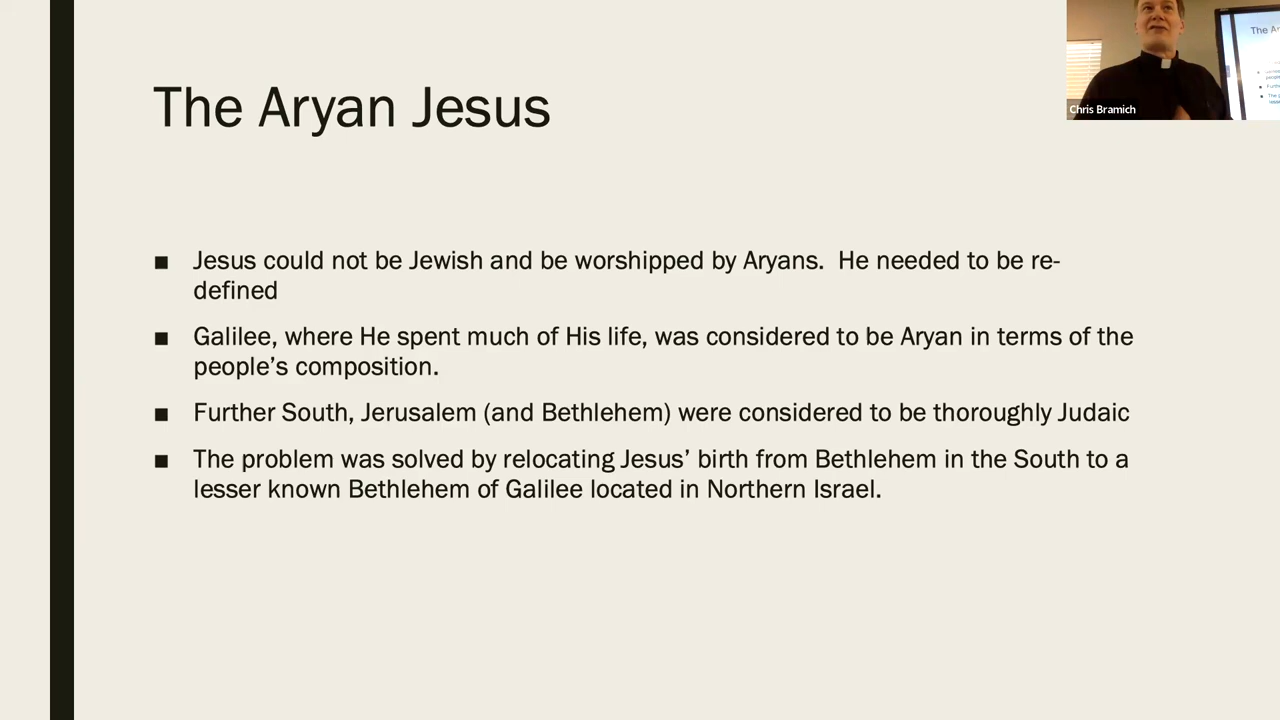 The Aryan Jesus
Chris Bramich
■ Jesus could not be Jewish and be worshipped by Aryans.  He needed to be re-
defined
■ Galilee, where He spent much of His life, was considered to be Aryan in terms of the
people’s composition.
■ Further South, Jerusalem (and Bethlehem) were considered to be thoroughly Judaic
■ The problem was solved by relocating Jesus’ birth from Bethlehem in the South to a
lesser known Bethlehem of Galilee located in Northern Israel.